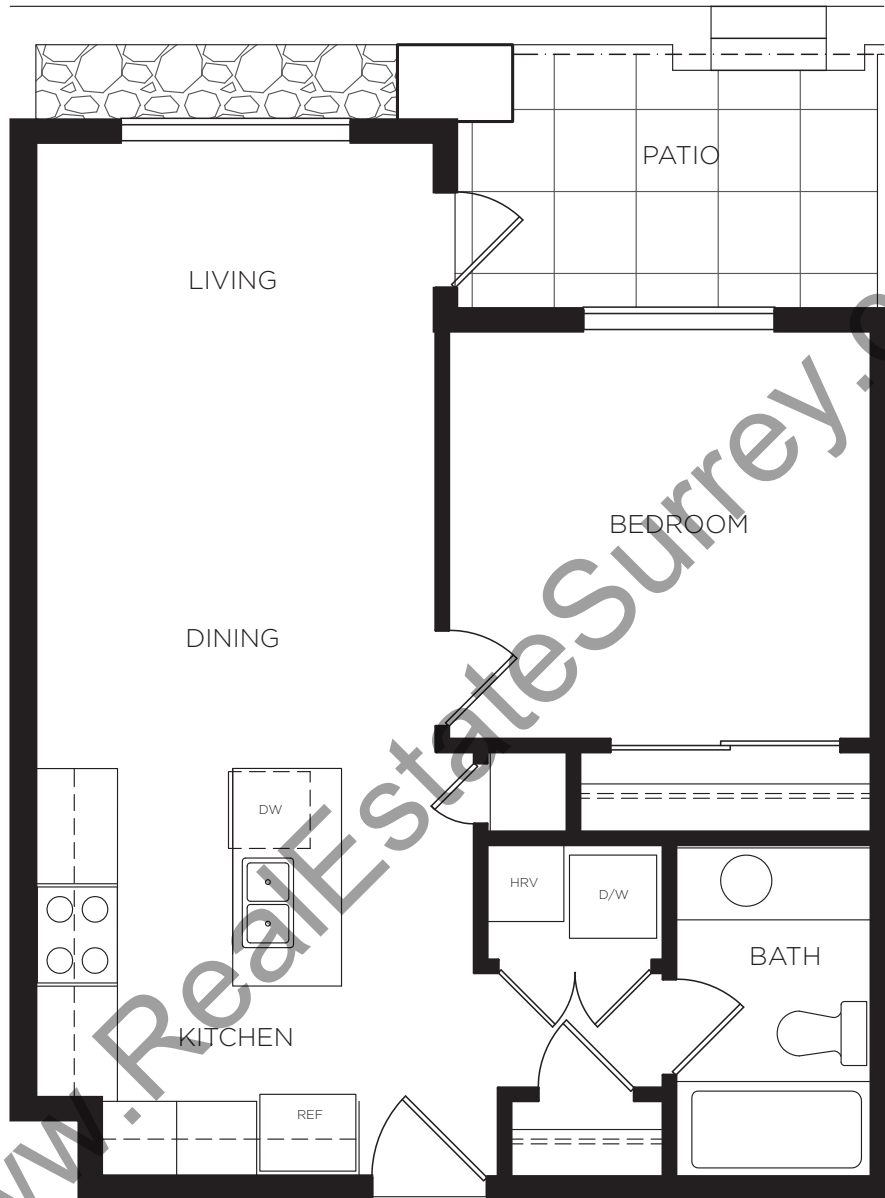 PATIO
LIVING
BEDROOM
DINING
DW
HRV
D/W
BATH
KITCHEN
REF
www.RealEstateSurrey.c